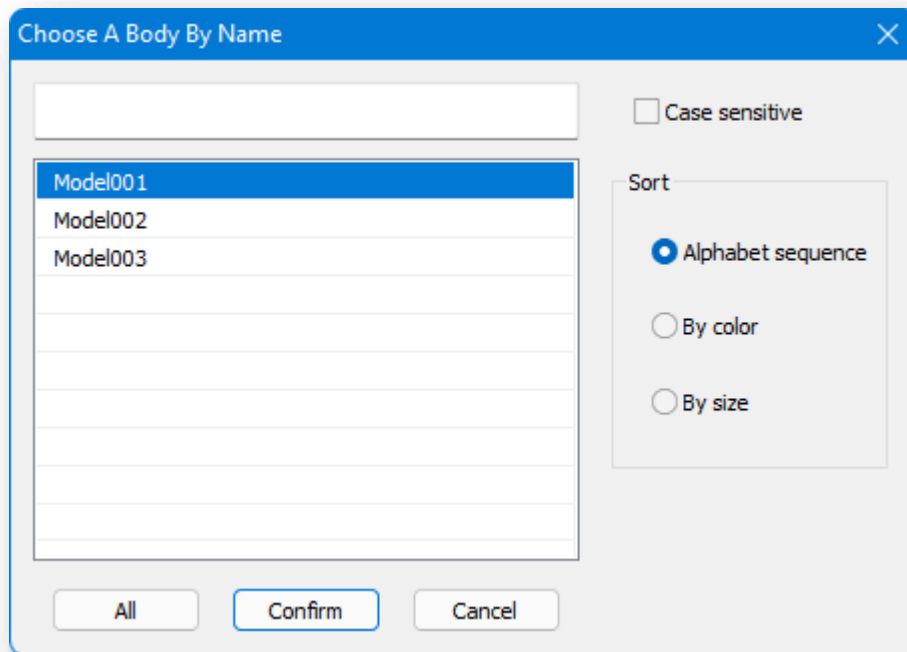 Choose A Body By Name
Case sensitive
Model001
Model002
Model003
Sort
Alphabet sequence
By color
By size
All
Confirm
Cancel